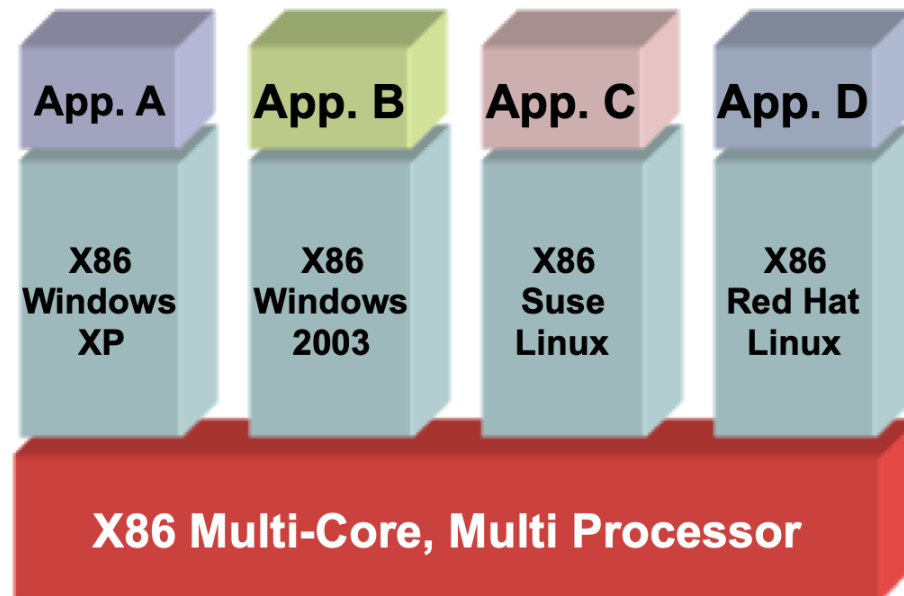 App. A
App. B
App. C
App. D
X86
Windows
XP
X86
Windows
2003
X86
Suse
Linux
X86
Red Hat
Linux
X86 Multi-Core, Multi Processor